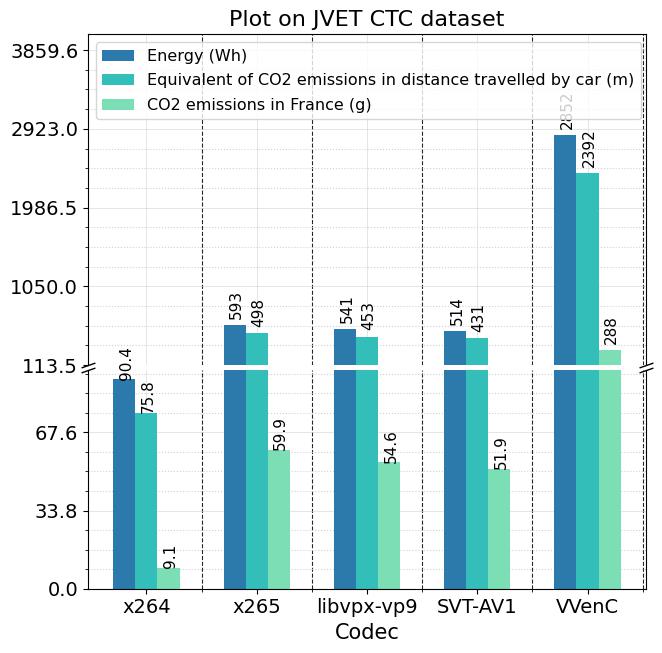 Plot on JVET CTC dataset
Energy (Wh)
Equivalent of CO2 emissions in distance travelled by car (m)
CO2 emissions in France (g)
3859.6
2923.0
1986.5
1050.0
113.5
67.6
33.8
0.0
90.4
75.8
9.1
593
498
59.9
541
453
54.6
514
431
51.9
2852
2392
288
x264
x265
libvpx-vp9
SVT-AV1
VVenC
Codec